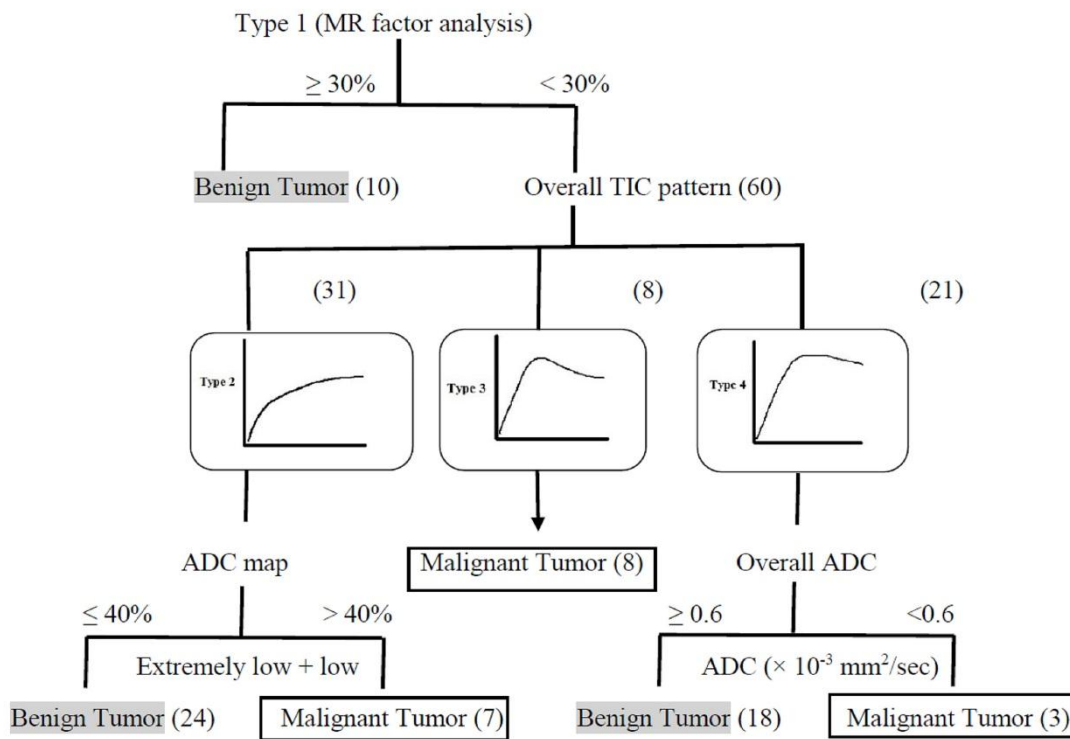 Type 1 (MR factor analysis)
≥ 30%
< 30%
Benign Tumor (10)
Overall TIC pattern (60)
(31)
(8)
(21)
Type 2
Type 3
Type 4
ADC map
Malignant Tumor (8)
Overall ADC
≤ 40%
> 40%
≥ 0.6
<0.6
Extremely low + low
ADC (× 10⁻³ mm²/sec)
Benign Tumor (24)
Malignant Tumor (7)
Benign Tumor (18)
Malignant Tumor (3)